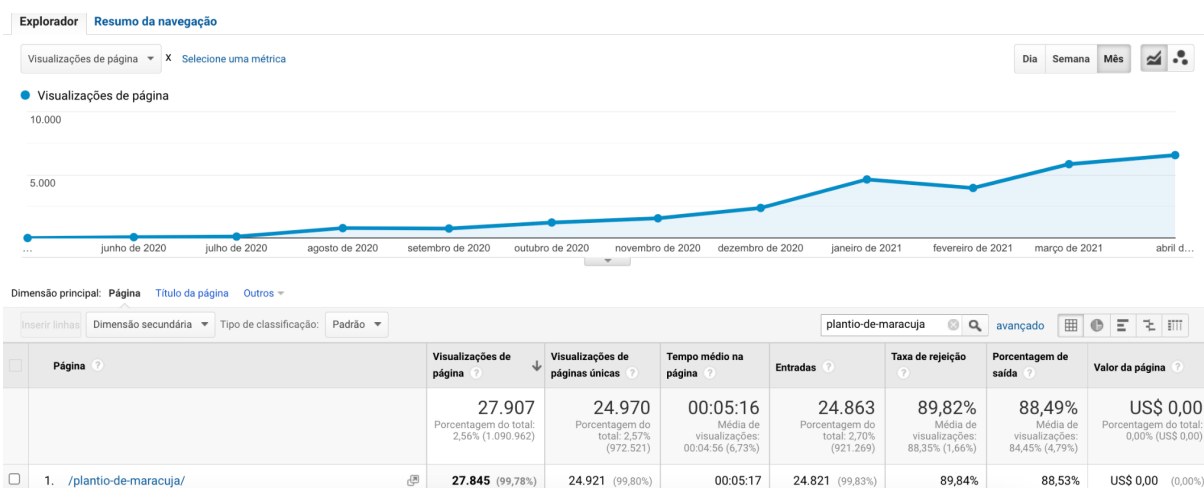 Explorador Resumo da navegação
Visualizações de página X Selecione uma métrica Dia Semana Mês
Visualizações de página
10.000
5.000
... junho de 2020 julho de 2020 agosto de 2020 setembro de 2020 outubro de 2020 novembro de 2020 dezembro de 2020 janeiro de 2021 fevereiro de 2021 março de 2021 abril d...
Dimensão principal: Página Título da página Outros
Inserir linhas Dimensão secundária Tipo de classificação: Padrão plantio-de-maracuja avançado
Página ? Visualizações de página ? Visualizações de páginas únicas ? Tempo médio na página ? Entradas ? Taxa de rejeição ? Porcentagem de saída ? Valor da página ?
27.907 24.970 00:05:16 24.863 89,82% 88,49% US$ 0,00
Porcentagem do total: 2,56% (1.090.962) Porcentagem do total: 2,57% (972.521) Média de visualizações: 00:04:56 (6,73%) Porcentagem do total: 2,70% (921.269) Média de visualizações: 88,35% (1,66%) Média de visualizações: 84,45% (4,79%) Porcentagem do total: 0,00% (US$ 0,00)
1. /plantio-de-maracuja/ 27.845 (99,78%) 24.921 (99,80%) 00:05:17 24.821 (99,83%) 89,84% 88,53% US$ 0,00 (0,00%)